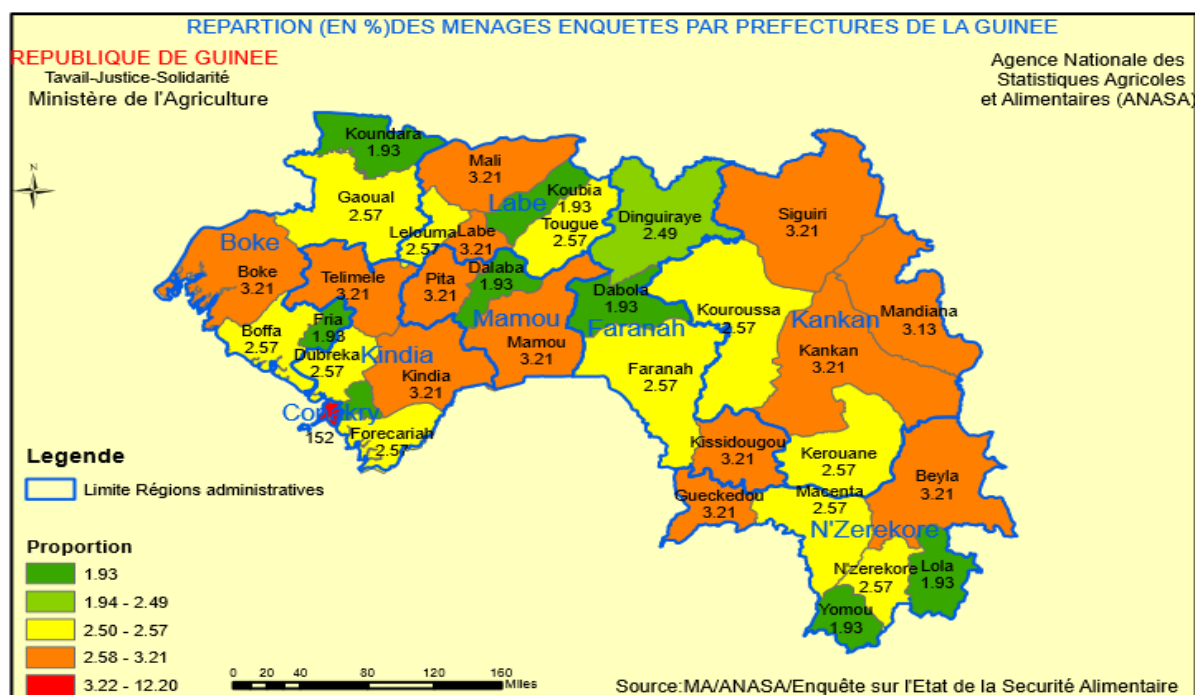 REPARTION (EN %)DES MENAGES ENQUETES PAR PREFECTURES DE LA GUINEE
REPUBLIQUE DE GUINEE
Tavail-Justice-Solidarité
Ministère de l'Agriculture
Agence Nationale des
Statistiques Agricoles
et Alimentaires (ANASA)
N
Koundara
1.93
Mali
3.21
Koubia
1.93
Labe
Gaoual
2.57
Lelouma
2.57
Labe
3.21
Tougue
2.57
Dinguiraye
2.49
Siguiri
3.21
Boke
Boke
3.21
Telimele
3.21
Pita
3.21
Dalaba
1.93
Dabola
1.93
Kouroussa
2.57
Mandiana
3.13
Fria
1.93
Boffa
2.57
Mamou
Mamou
3.21
Faranah
Kankan
Kankan
3.21
Dubreka
2.57
Kindia
Kindia
3.21
Faranah
2.57
Conakry
152
Forecariah
2.57
Kissidougou
3.21
Kerouane
2.57
Beyla
3.21
Gueckedou
3.21
Macenta
2.57
N'Zerekore
N'zerekore
2.57
Lola
1.93
Yomou
1.93
Legende
Limite Régions administratives
Proportion
1.93
1.94 - 2.49
2.50 - 2.57
2.58 - 3.21
3.22 - 12.20
0 20 40 80 120 160
Miles
Source:MA/ANASA/Enquête sur l'Etat de la Securité Alimentaire